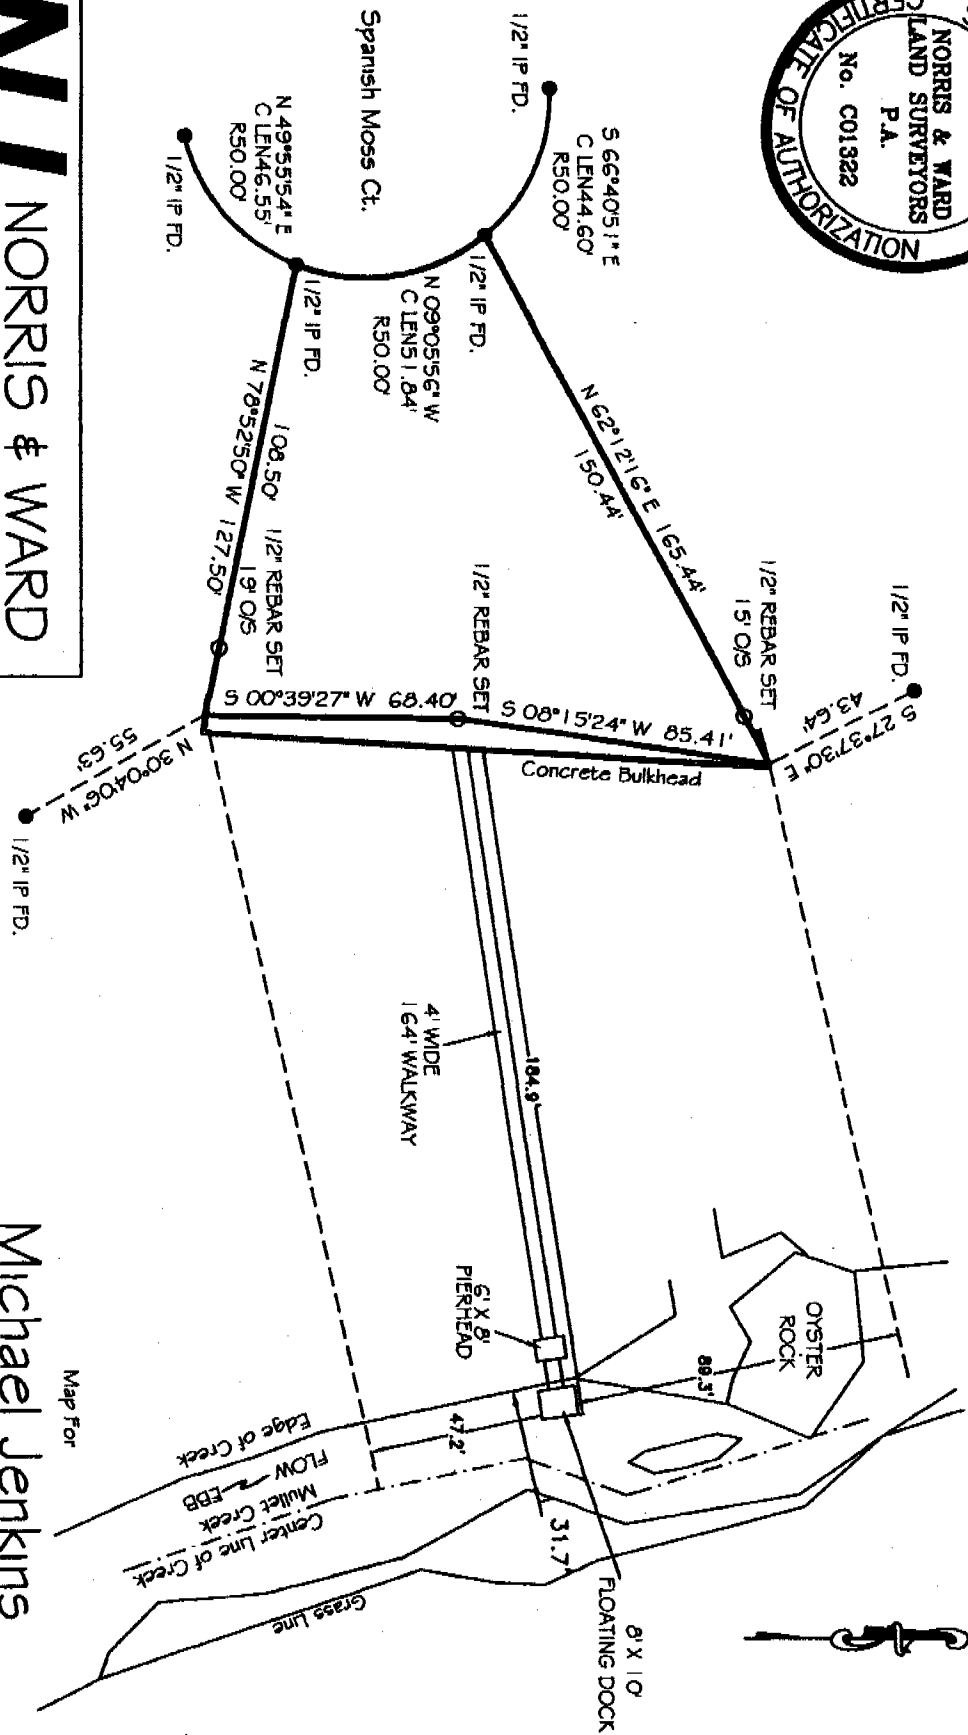 NORRIS & WARD
LAND SURVEYORS
P.A.
No. C01322
CERTIFICATE OF AUTHORIZATION
NORRIS & WARD
Spanish Moss Ct.
1/2" IP FD.
S 66°40'51" E
C LEN44.60'
R50.00'
1/2" IP FD.
N 49°55'54" E
C LEN46.55'
R50.00'
1/2" IP FD.
1/2" IP FD.
N 09°05'56" W
C LEN51.84'
R50.00'
N 62°12'16" E 165.44'
150.44'
108.50'
N 78°52'50" W 127.50'
1/2" REBAR SET
19' O/S
1/2" REBAR SET
1/2" REBAR SET
15' O/S
1/2" IP FD.
43.64'
S 27°37'30" E
S 00°39'27" W 68.40'
S 08°15'24" W 85.41'
Concrete Bulkhead
55.63'
N 30°04'06" W
1/2" IP FD.
4' WIDE
164' WALKWAY
184.9'
6' X 8'
PIERHEAD
OYSTER
ROCK
89.3'
47.2'
31.7'
8' X 10'
FLOATING DOCK
Edge of Creek
FLOW EBB
Mullet Creek
Center Line of Creek
Grass Line
Map For
Michael Jenkins